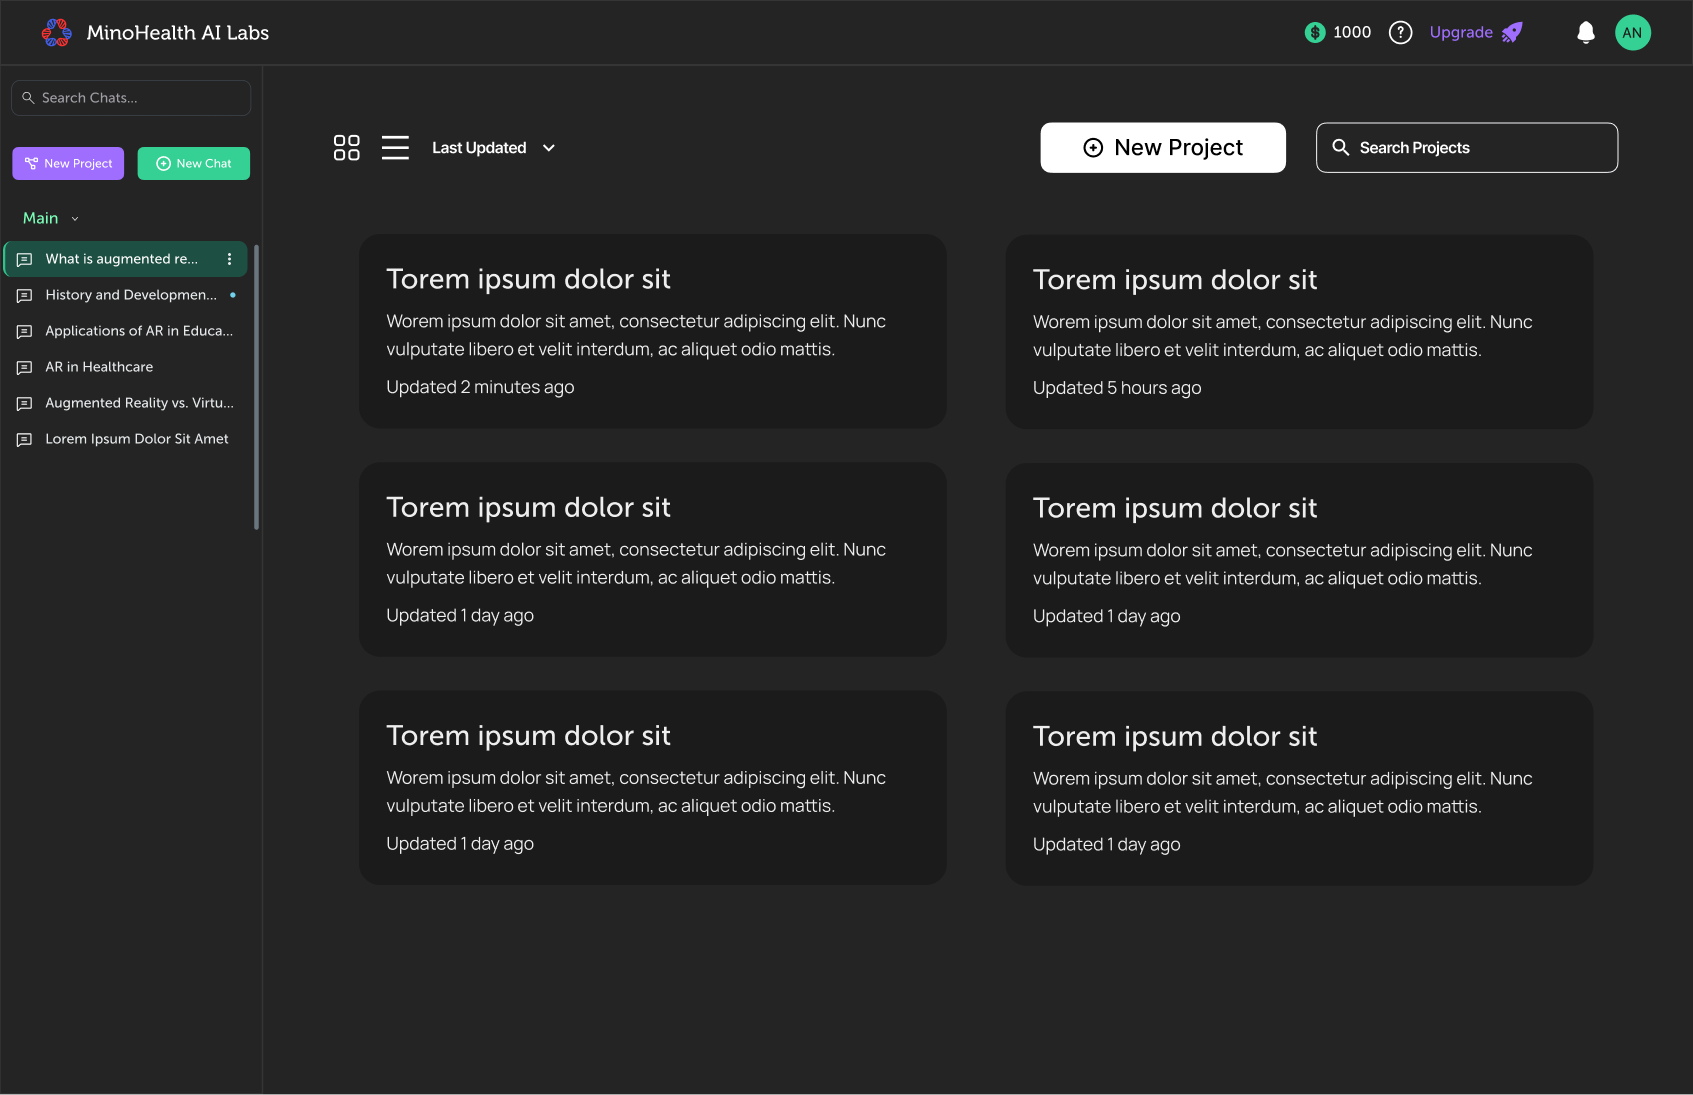 MinoHealth AI Labs
1000
?
Upgrade
AN
Search Chats...
New Project
New Chat
Main
What is augmented re...
History and Developmen...
Applications of AR in Educa...
AR in Healthcare
Augmented Reality vs. Virtu...
Lorem Ipsum Dolor Sit Amet
Last Updated
New Project
Search Projects
Torem ipsum dolor sit
Worem ipsum dolor sit amet, consectetur adipiscing elit. Nunc
vulputate libero et velit interdum, ac aliquet odio mattis.
Updated 2 minutes ago
Torem ipsum dolor sit
Worem ipsum dolor sit amet, consectetur adipiscing elit. Nunc
vulputate libero et velit interdum, ac aliquet odio mattis.
Updated 5 hours ago
Torem ipsum dolor sit
Worem ipsum dolor sit amet, consectetur adipiscing elit. Nunc
vulputate libero et velit interdum, ac aliquet odio mattis.
Updated 1 day ago
Torem ipsum dolor sit
Worem ipsum dolor sit amet, consectetur adipiscing elit. Nunc
vulputate libero et velit interdum, ac aliquet odio mattis.
Updated 1 day ago
Torem ipsum dolor sit
Worem ipsum dolor sit amet, consectetur adipiscing elit. Nunc
vulputate libero et velit interdum, ac aliquet odio mattis.
Updated 1 day ago
Torem ipsum dolor sit
Worem ipsum dolor sit amet, consectetur adipiscing elit. Nunc
vulputate libero et velit interdum, ac aliquet odio mattis.
Updated 1 day ago